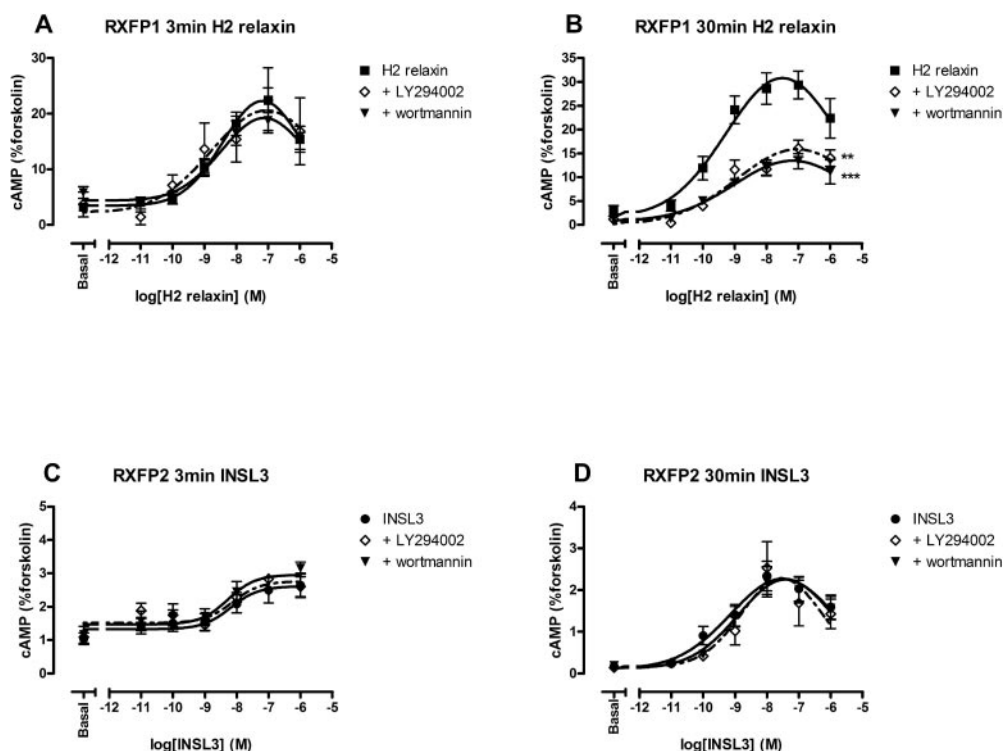 A
RXFP1 3min H2 relaxin
30
20
10
0
cAMP (%forskolin)
Basal
-12 -11 -10 -9 -8 -7 -6 -5
log[H2 relaxin] (M)
H2 relaxin
+ LY294002
+ wortmannin
B
RXFP1 30min H2 relaxin
35
30
25
20
15
10
5
0
cAMP (%forskolin)
**
***
Basal
-12 -11 -10 -9 -8 -7 -6 -5
log[H2 relaxin] (M)
H2 relaxin
+ LY294002
+ wortmannin
C
RXFP2 3min INSL3
5
4
3
2
1
0
cAMP (%forskolin)
Basal
-12 -11 -10 -9 -8 -7 -6 -5
log[INSL3] (M)
INSL3
+ LY294002
+ wortmannin
D
RXFP2 30min INSL3
4
3
2
1
0
cAMP (%forskolin)
Basal
-12 -11 -10 -9 -8 -7 -6 -5
log[INSL3] (M)
INSL3
+ LY294002
+ wortmannin